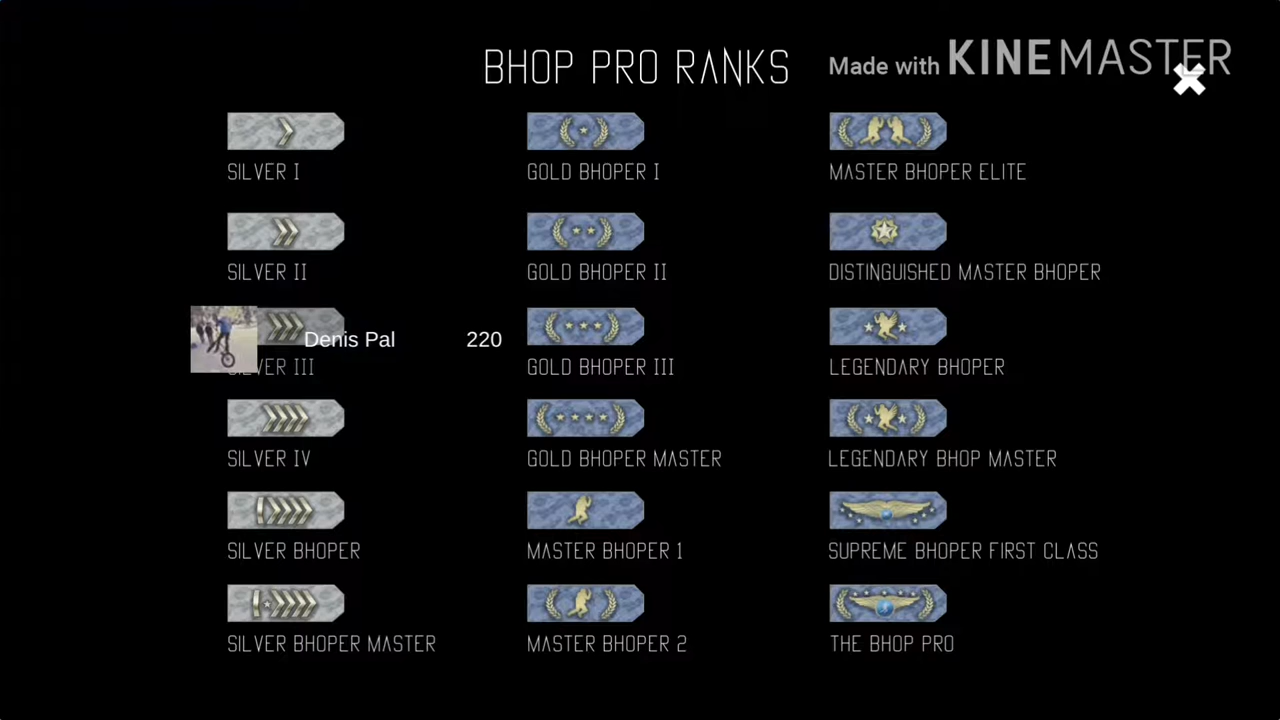 BHOP PRO RANKS
Made with KINEMASTER
SILVER I
SILVER II
Denis Pal 220
SILVER III
SILVER IV
SILVER BHOPER
SILVER BHOPER MASTER
GOLD BHOPER I
GOLD BHOPER II
GOLD BHOPER III
GOLD BHOPER MASTER
MASTER BHOPER 1
MASTER BHOPER 2
MASTER BHOPER ELITE
DISTINGUISHED MASTER BHOPER
LEGENDARY BHOPER
LEGENDARY BHOP MASTER
SUPREME BHOPER FIRST CLASS
THE BHOP PRO